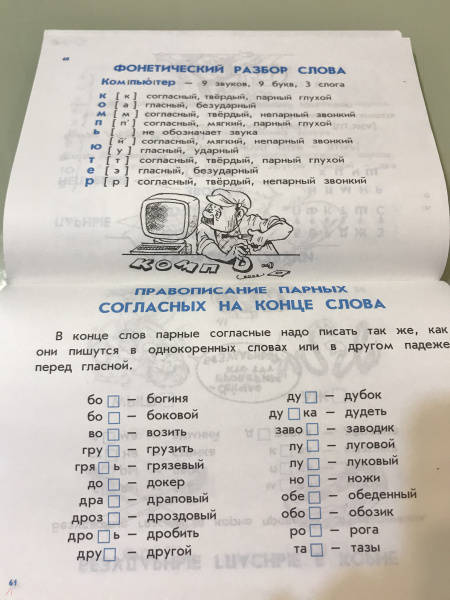 60
ФОНЕТИЧЕСКИЙ РАЗБОР СЛОВА
Компьютер — 9 звуков, 9 букв, 3 слога
к [ к ] согласный, твёрдый, парный глухой
о [ а ] гласный, безударный
м [ м ] согласный, твёрдый, непарный звонкий
п [ п' ] согласный, мягкий, парный глухой
ь [ ] не обозначает звука
ю [ й' ] согласный, мягкий, непарный звонкий
[ у ] гласный, ударный
т [ т ] согласный, твёрдый, парный глухой
е [ э ] гласный, безударный
р [ р ] согласный, твёрдый, непарный звонкий
КОМП
ПРАВОПИСАНИЕ ПАРНЫХ
СОГЛАСНЫХ НА КОНЦЕ СЛОВА
В конце слов парные согласные надо писать так же, как
они пишутся в однокоренных словах или в другом падеже
перед гласной.
бо□ — богиня
бо□ — боковой
во□ — возить
гру□ — грузить
гря□ь — грязевый
до□ — докер
дра□ — драповый
дроз□ — дроздовый
дро□ь — дробить
дру□ — другой
ду□ — дубок
ду□ка — дудеть
заво□ — заводик
лу□ — луговой
лу□ — луковый
но□ — ножи
обе□ — обеденный
обо□ — обозик
ро□ — рога
та□ — тазы
61